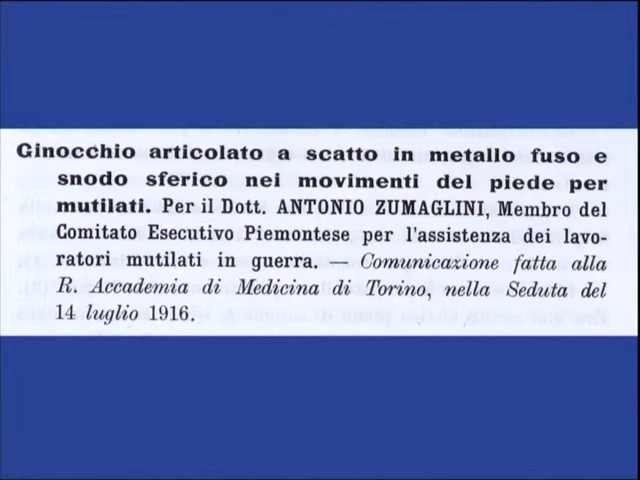 Ginocchio articolato a scatto in metallo fuso e
snodo sferico nei movimenti del piede per
mutilati. Per il Dott. ANTONIO ZUMAGLINI, Membro del
Comitato Esecutivo Piemontese per l'assistenza dei lavo-
ratori mutilati in guerra. — Comunicazione fatta alla
R. Accademia di Medicina di Torino, nella Seduta del
14 luglio 1916.